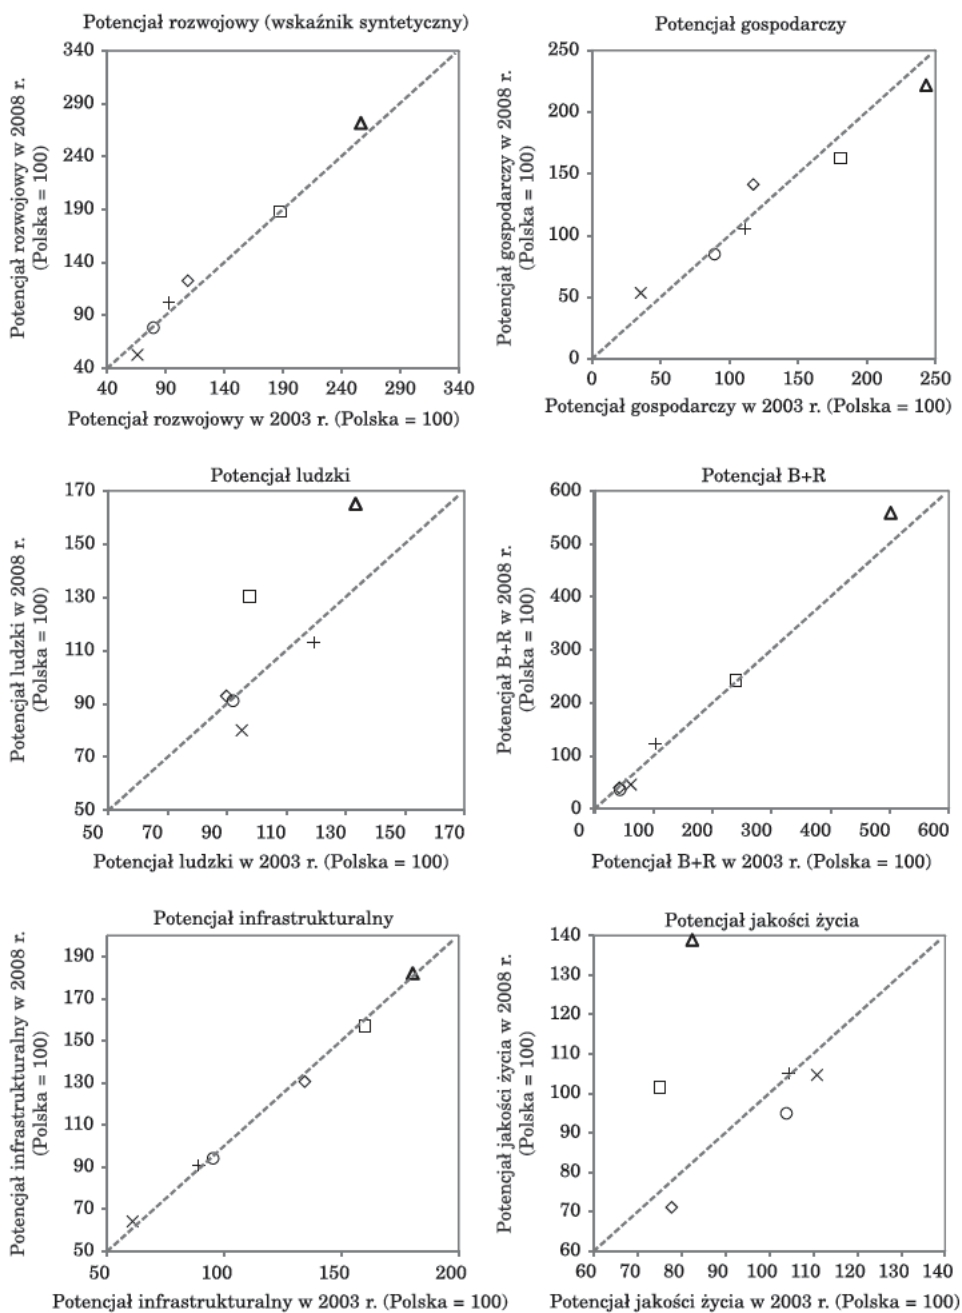 Potencjał rozwojowy (wskaźnik syntetyczny)
Potencjał rozwojowy w 2008 r.
(Polska = 100)
340
290
240
190
140
90
40
40 90 140 190 240 290 340
Potencjał rozwojowy w 2003 r. (Polska = 100)
Potencjał gospodarczy
Potencjał gospodarczy w 2008 r.
(Polska = 100)
250
200
150
100
50
0
0 50 100 150 200 250
Potencjał gospodarczy w 2003 r. (Polska = 100)
Potencjał ludzki
Potencjał ludzki w 2008 r.
(Polska = 100)
170
150
130
110
90
70
50
50 70 90 110 130 150 170
Potencjał ludzki w 2003 r. (Polska = 100)
Potencjał B+R
Potencjał B+R w 2008 r.
(Polska = 100)
600
500
400
300
200
100
0
0 100 200 300 400 500 600
Potencjał B+R w 2003 r. (Polska = 100)
Potencjał infrastrukturalny
Potencjał infrastrukturalny w 2008 r.
(Polska = 100)
190
170
150
130
110
90
70
50
50 100 150 200
Potencjał infrastrukturalny w 2003 r. (Polska = 100)
Potencjał jakości życia
Potencjał jakości życia w 2008 r.
(Polska = 100)
140
130
120
110
100
90
80
70
60
60 70 80 90 100 110 120 130 140
Potencjał jakości życia w 2003 r. (Polska = 100)